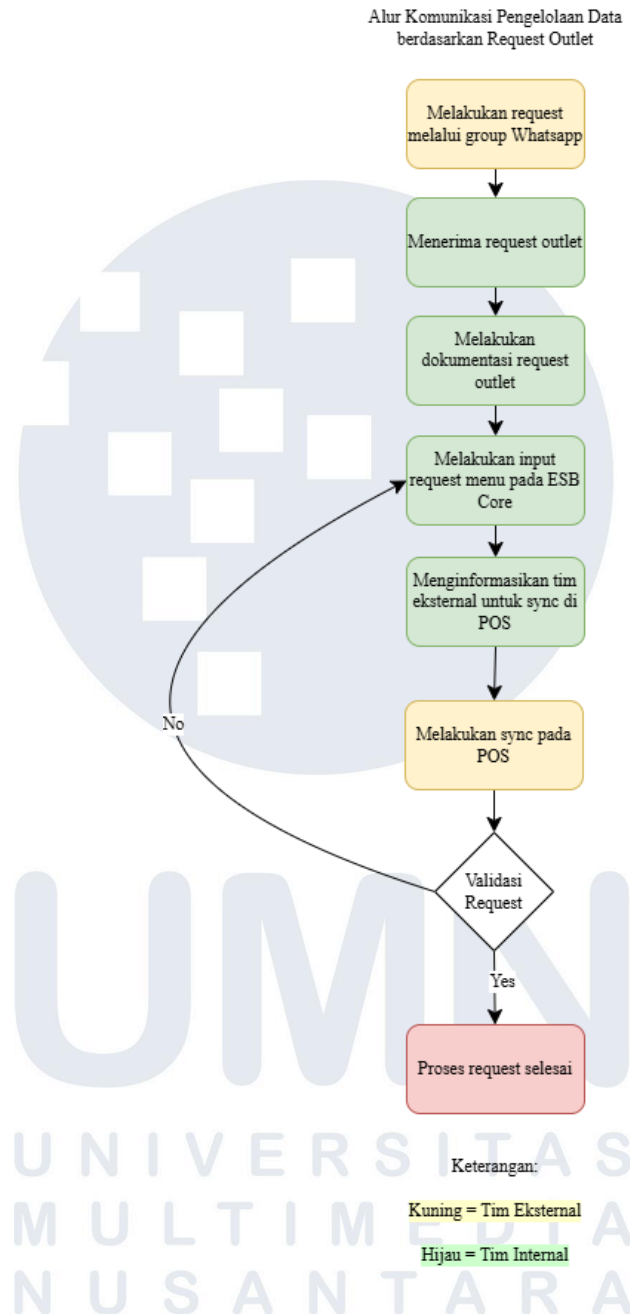 Alur Komunikasi Pengelolaan Data
berdasarkan Request Outlet
Melakukan request
melalui group Whatsapp
Menerima request outlet
Melakukan
dokumentasi request
outlet
Melakukan input
request menu pada ESB
Core
Menginformasikan tim
eksternal untuk sync di
POS
No
Melakukan sync pada
POS
Validasi
Request
Yes
Proses request selesai
Keterangan:
Kuning = Tim Eksternal
Hijau = Tim Internal
UMN
UNIVERSITAS
MULTIMEDIA
NUSANTARA